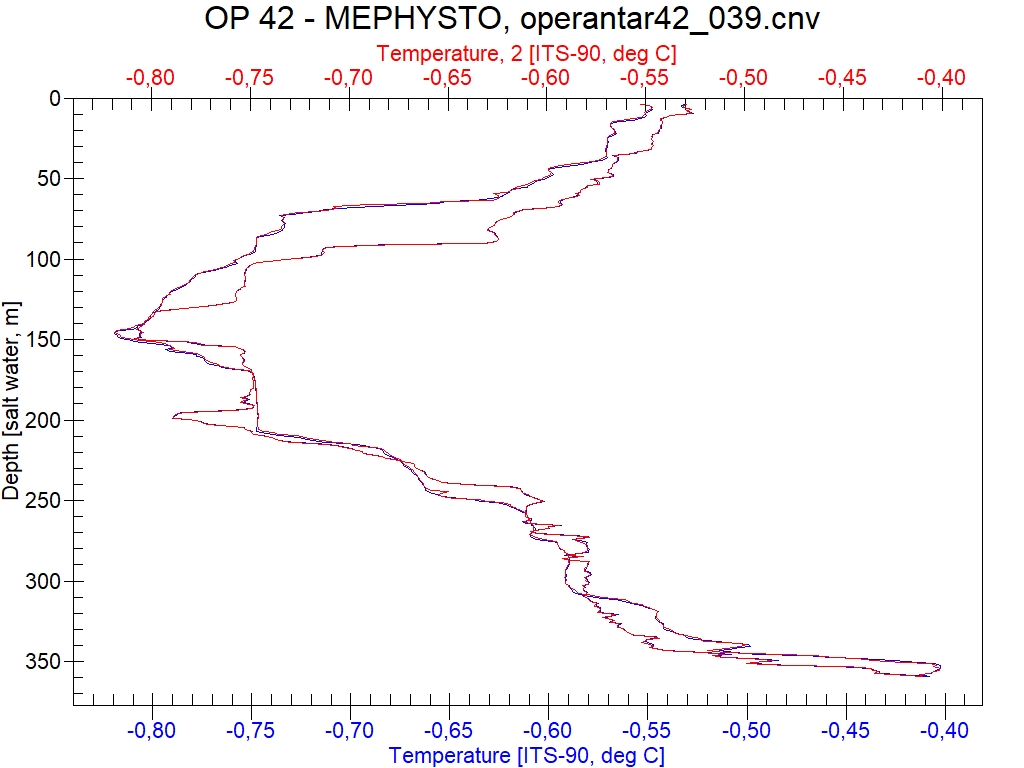 OP 42 - MEPHYSTO, operantar42_039.cnv
Temperature, 2 [ITS-90, deg C]
-0,80 -0,75 -0,70 -0,65 -0,60 -0,55 -0,50 -0,45 -0,40
0
50
100
150
200
250
300
350
Depth [salt water, m]
-0,80 -0,75 -0,70 -0,65 -0,60 -0,55 -0,50 -0,45 -0,40
Temperature [ITS-90, deg C]